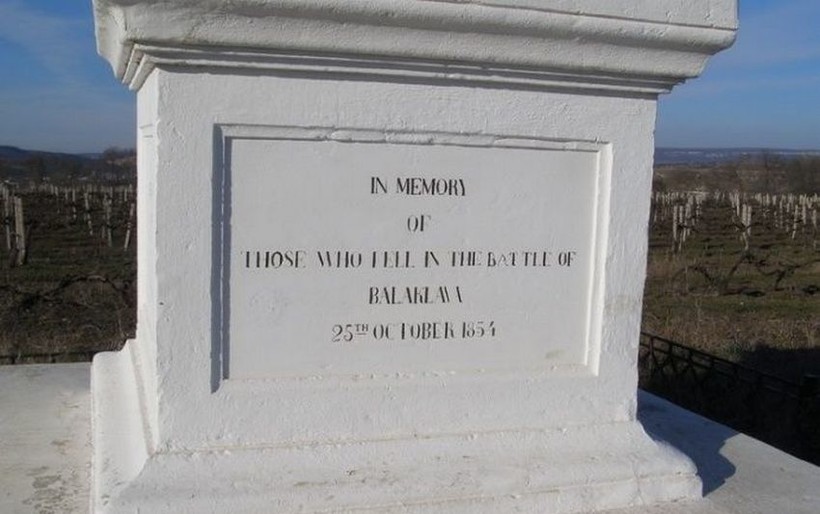 IN MEMORY
OF
THOSE WHO FELL IN THE BATTLE OF
BALAKLAVA
25TH OCTOBER 1854